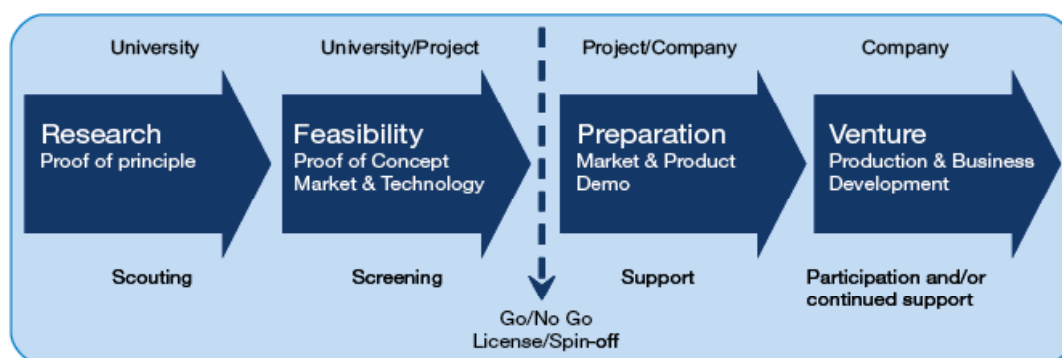 University
University/Project
Project/Company
Company
Research
Proof of principle
Feasibility
Proof of Concept
Market & Technology
Preparation
Market & Product
Demo
Venture
Production & Business
Development
Scouting
Screening
Support
Participation and/or
continued support
Go/No Go
License/Spin-off